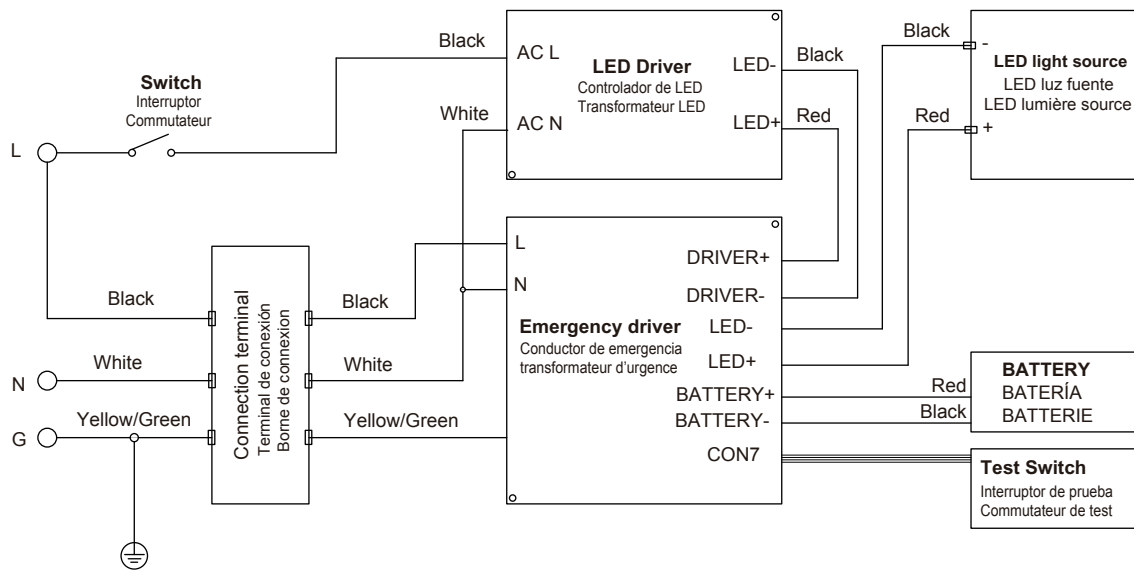 Switch
Interruptor
Commutateur
L
Black
White
AC L
AC N
LED Driver
Controlador de LED
Transformateur LED
LED-
LED+
Black
Red
Black
Red
-
+
LED light source
LED luz fuente
LED lumière source
Black
N
White
G
Yellow/Green
Connection terminal
Terminal de conexión
Borne de connexion
Black
White
Yellow/Green
L
N
Emergency driver
Conductor de emergencia
transformateur d'urgence
DRIVER+
DRIVER-
LED-
LED+
BATTERY+
BATTERY-
CON7
Red
Black
BATTERY
BATERÍA
BATTERIE
Test Switch
Interruptor de prueba
Commutateur de test